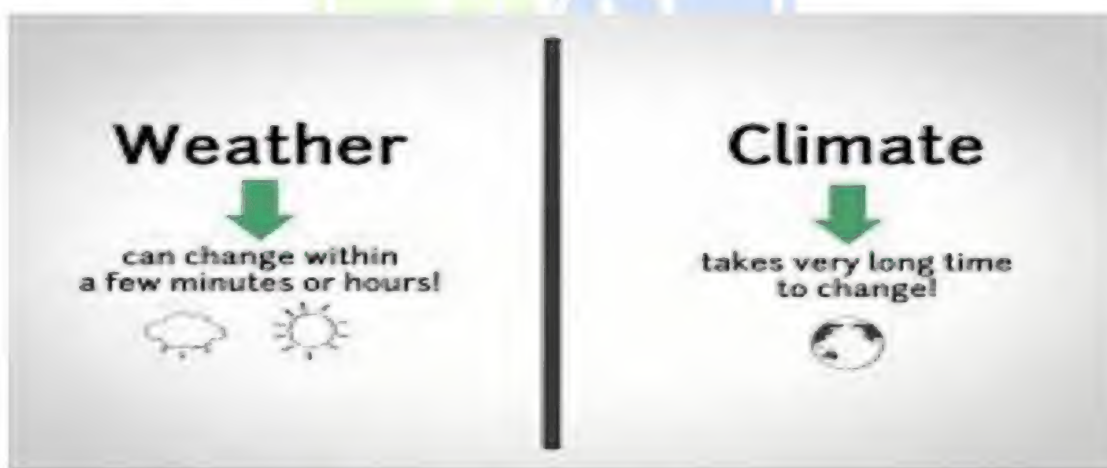 Weather
can change within
a few minutes or hours!
Climate
takes very long time
to change!